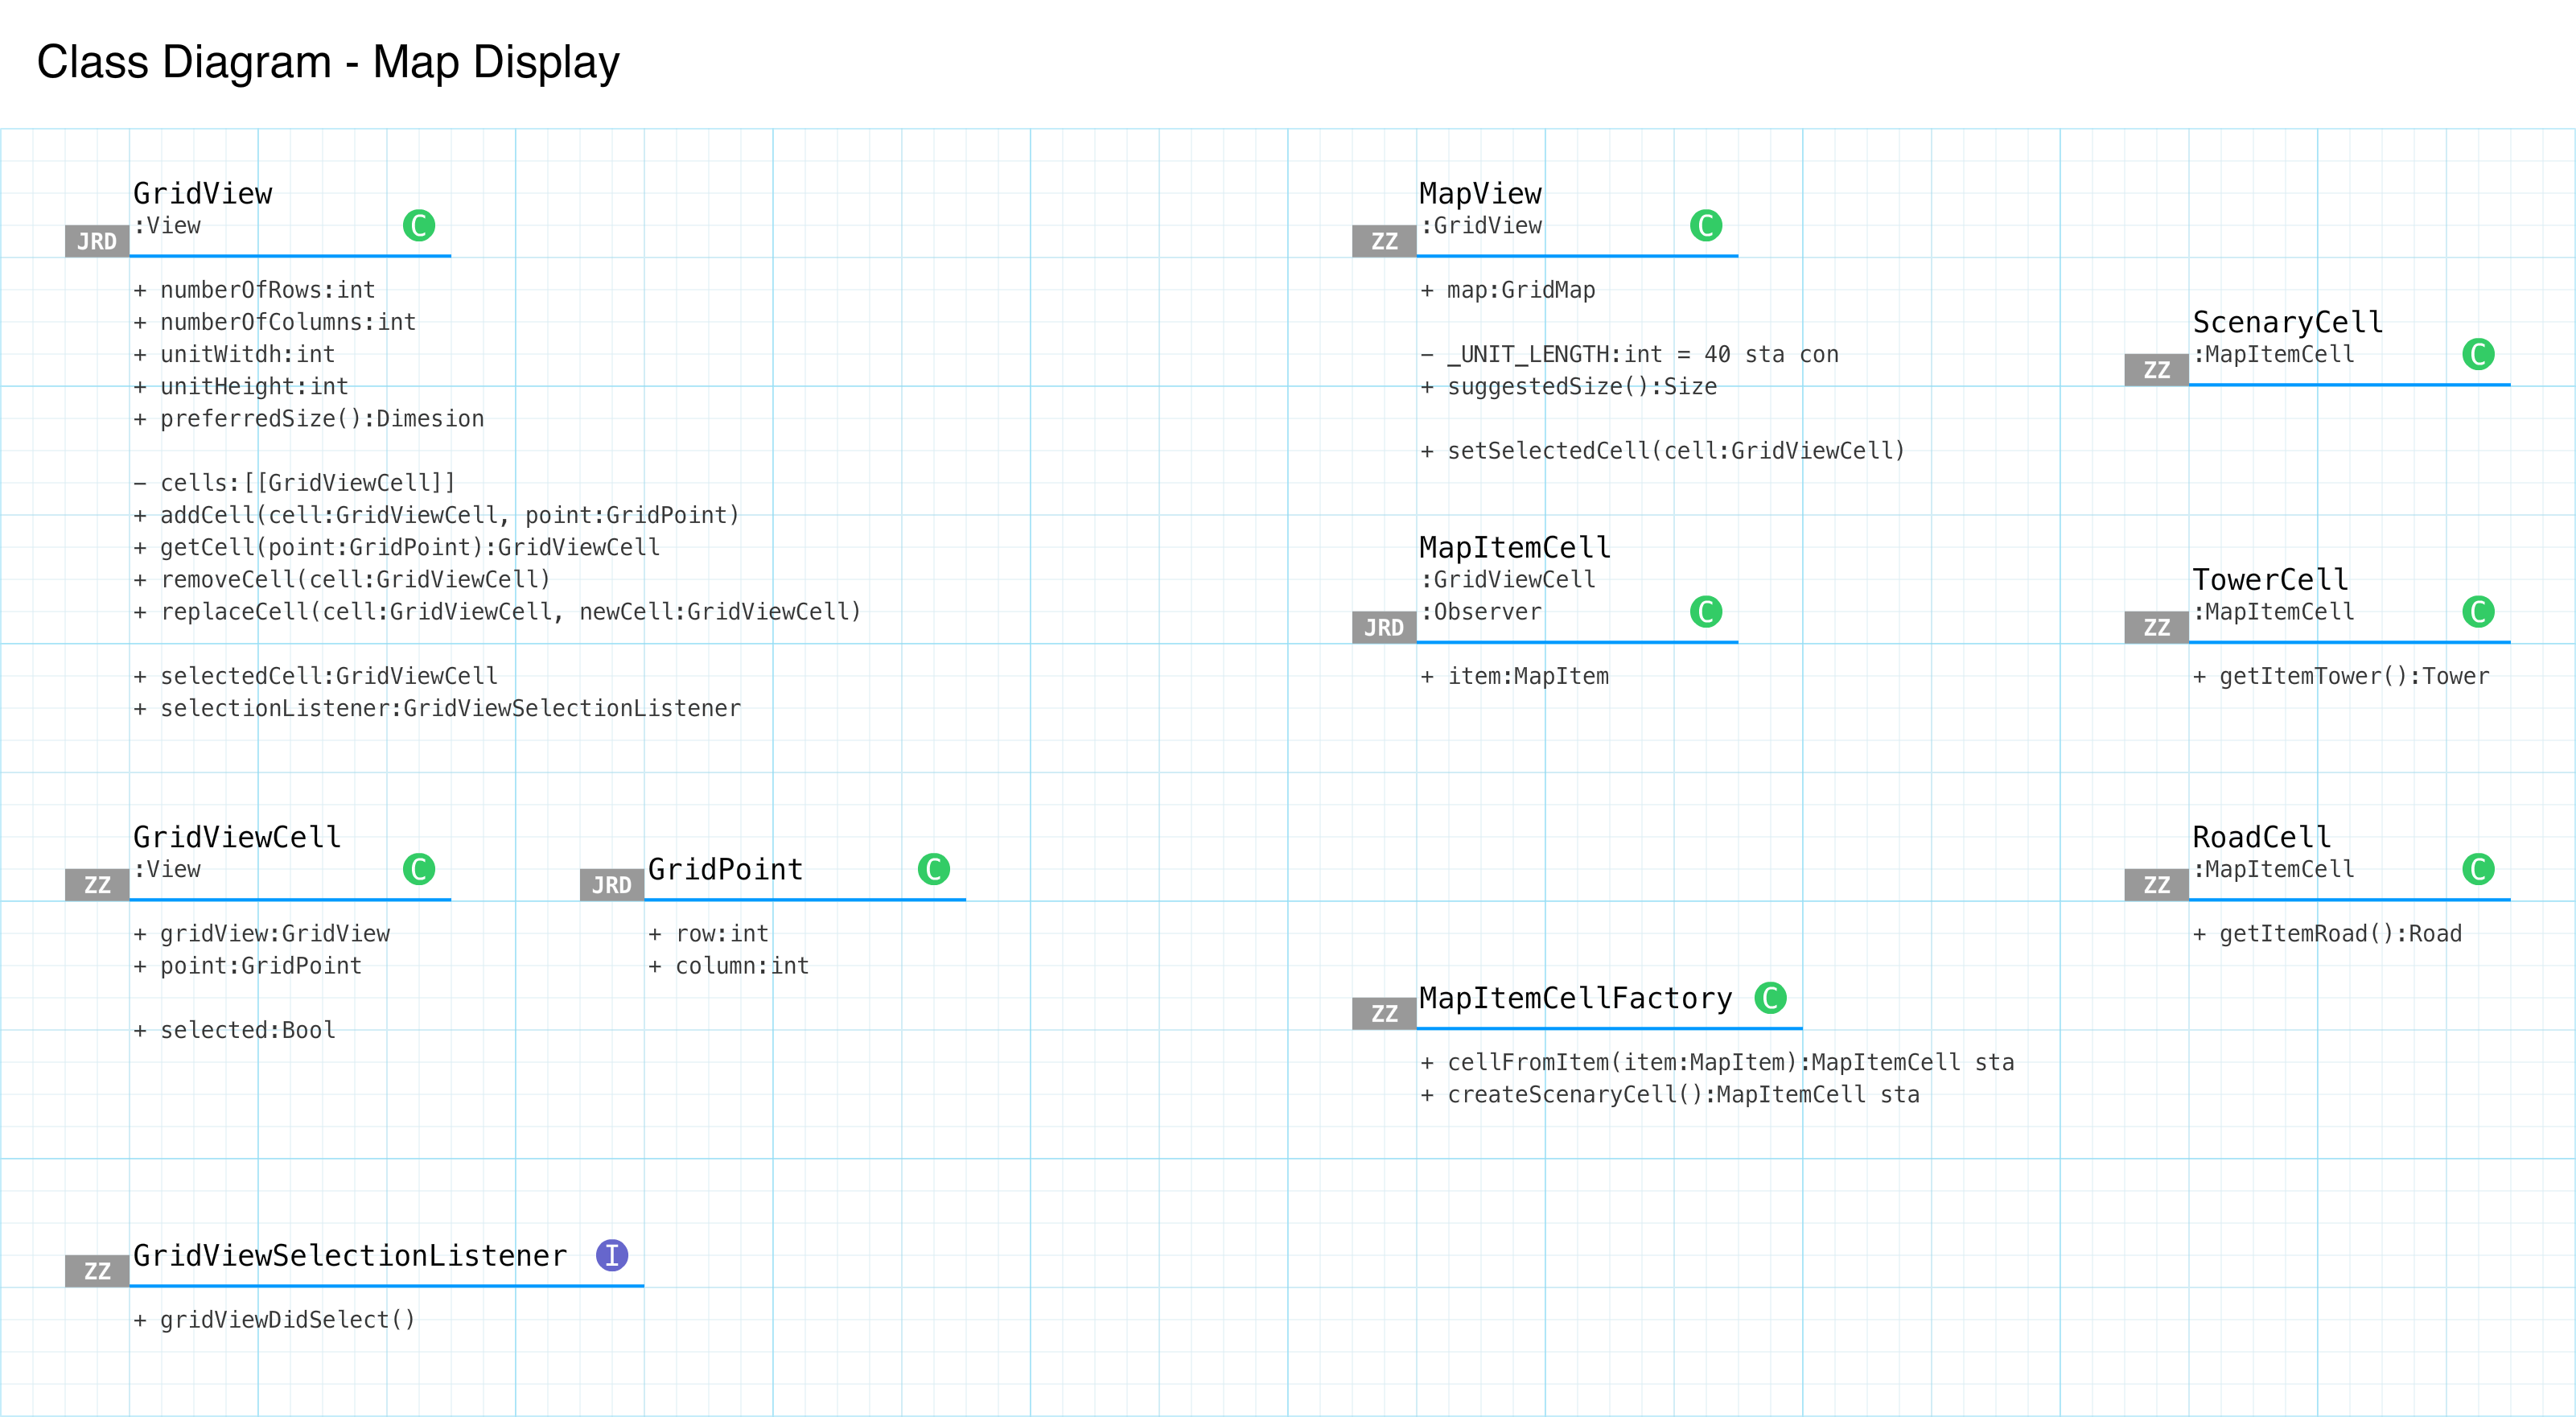 Class Diagram - Map Display
GridView
:View
C
JRD
+ numberOfRows:int
+ numberOfColumns:int
+ unitWitdh:int
+ unitHeight:int
+ preferredSize():Dimesion
− cells:[[GridViewCell]]
+ addCell(cell:GridViewCell, point:GridPoint)
+ getCell(point:GridPoint):GridViewCell
+ removeCell(cell:GridViewCell)
+ replaceCell(cell:GridViewCell, newCell:GridViewCell)
+ selectedCell:GridViewCell
+ selectionListener:GridViewSelectionListener
GridViewCell
:View
C
ZZ
+ gridView:GridView
+ point:GridPoint
+ selected:Bool
GridPoint
C
JRD
+ row:int
+ column:int
GridViewSelectionListener
I
ZZ
+ gridViewDidSelect()
MapView
:GridView
C
ZZ
+ map:GridMap
− _UNIT_LENGTH:int = 40 sta con
+ suggestedSize():Size
+ setSelectedCell(cell:GridViewCell)
MapItemCell
:GridViewCell
:Observer
C
JRD
+ item:MapItem
MapItemCellFactory
C
ZZ
+ cellFromItem(item:MapItem):MapItemCell sta
+ createScenaryCell():MapItemCell sta
ScenaryCell
:MapItemCell
C
ZZ
TowerCell
:MapItemCell
C
ZZ
+ getItemTower():Tower
RoadCell
:MapItemCell
C
ZZ
+ getItemRoad():Road